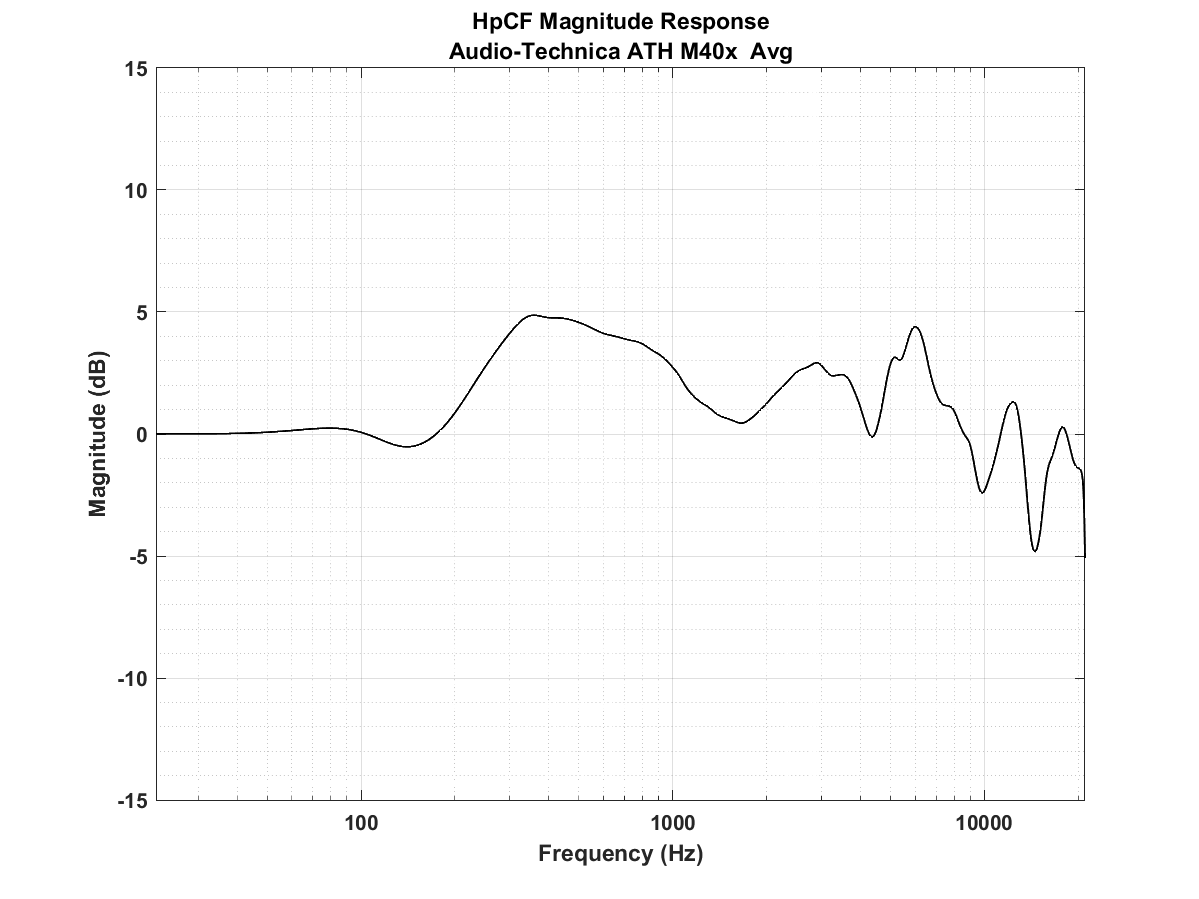 HpCF Magnitude Response
Audio-Technica ATH M40x  Avg
15
10
5
0
-5
-10
-15
Magnitude (dB)
100
1000
10000
Frequency (Hz)